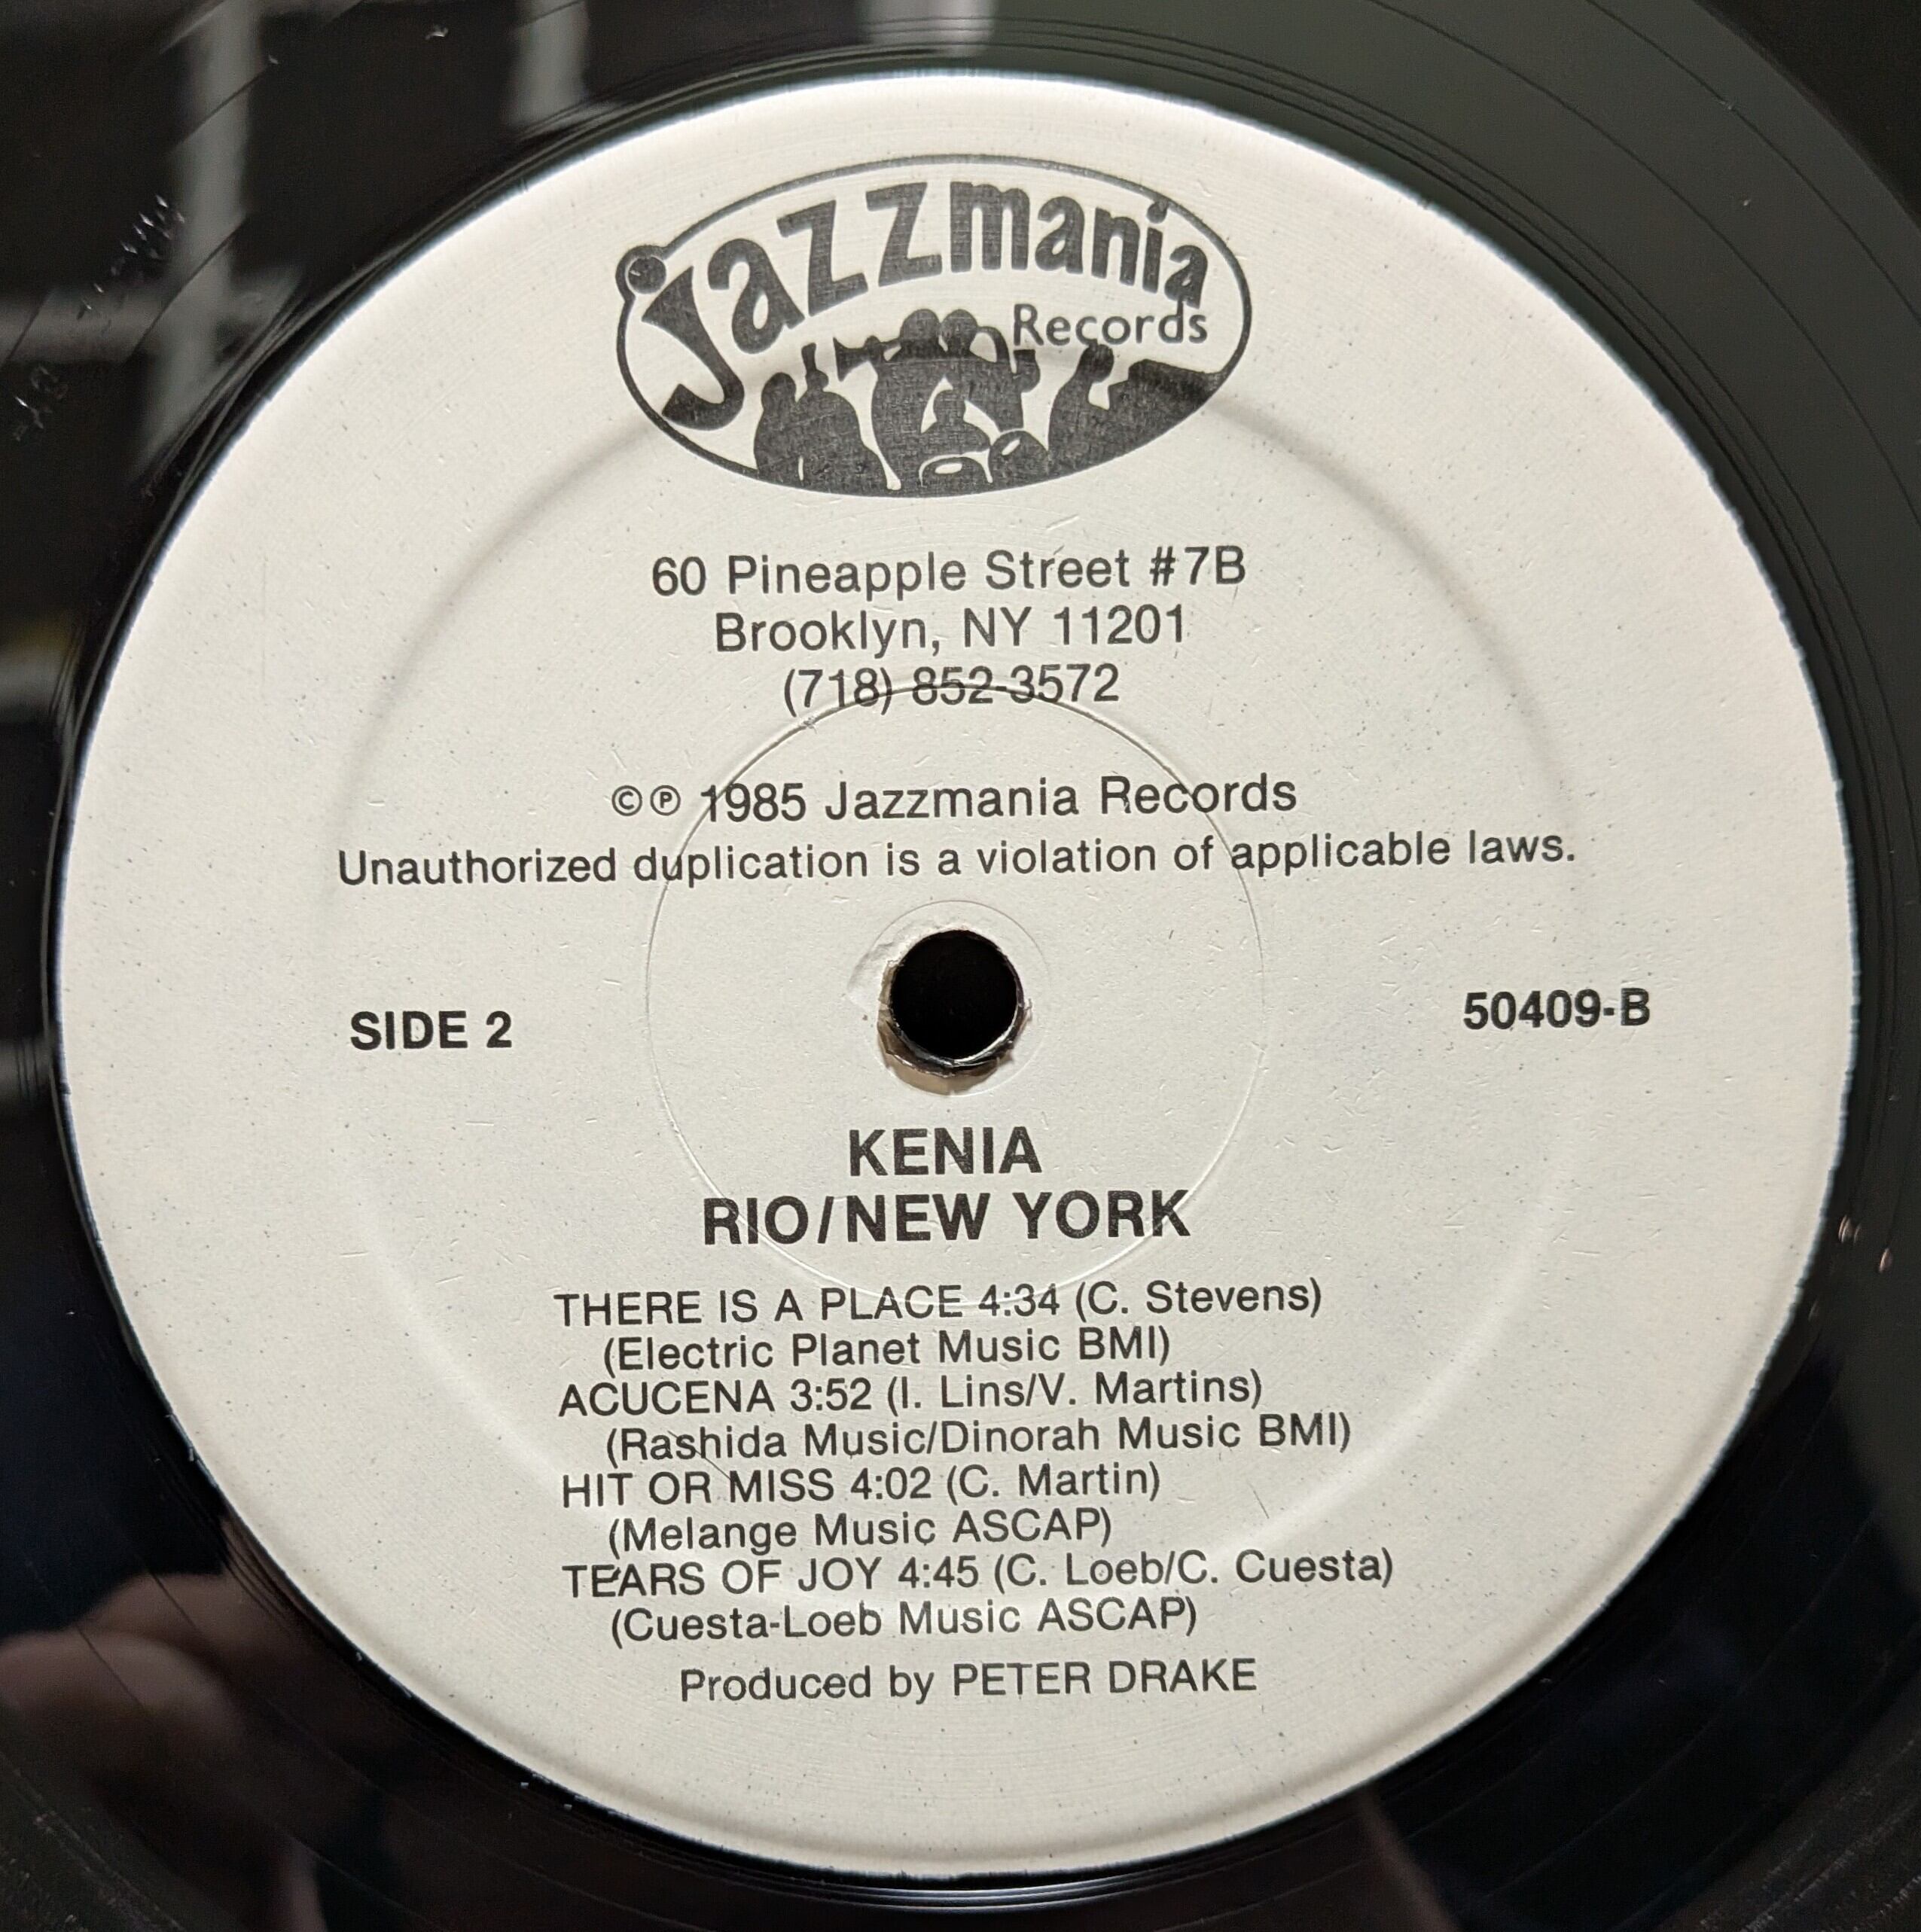 Jazzmania
Records
60 Pineapple Street #7B
Brooklyn, NY 11201
(718) 852-3572
©℗ 1985 Jazzmania Records
Unauthorized duplication is a violation of applicable laws.
SIDE 2
50409-B
KENIA
RIO/NEW YORK
THERE IS A PLACE 4:34 (C. Stevens)
(Electric Planet Music BMI)
ACUCENA 3:52 (I. Lins/V. Martins)
(Rashida Music/Dinorah Music BMI)
HIT OR MISS 4:02 (C. Martin)
(Melange Music ASCAP)
TEARS OF JOY 4:45 (C. Loeb/C. Cuesta)
(Cuesta-Loeb Music ASCAP)
Produced by PETER DRAKE